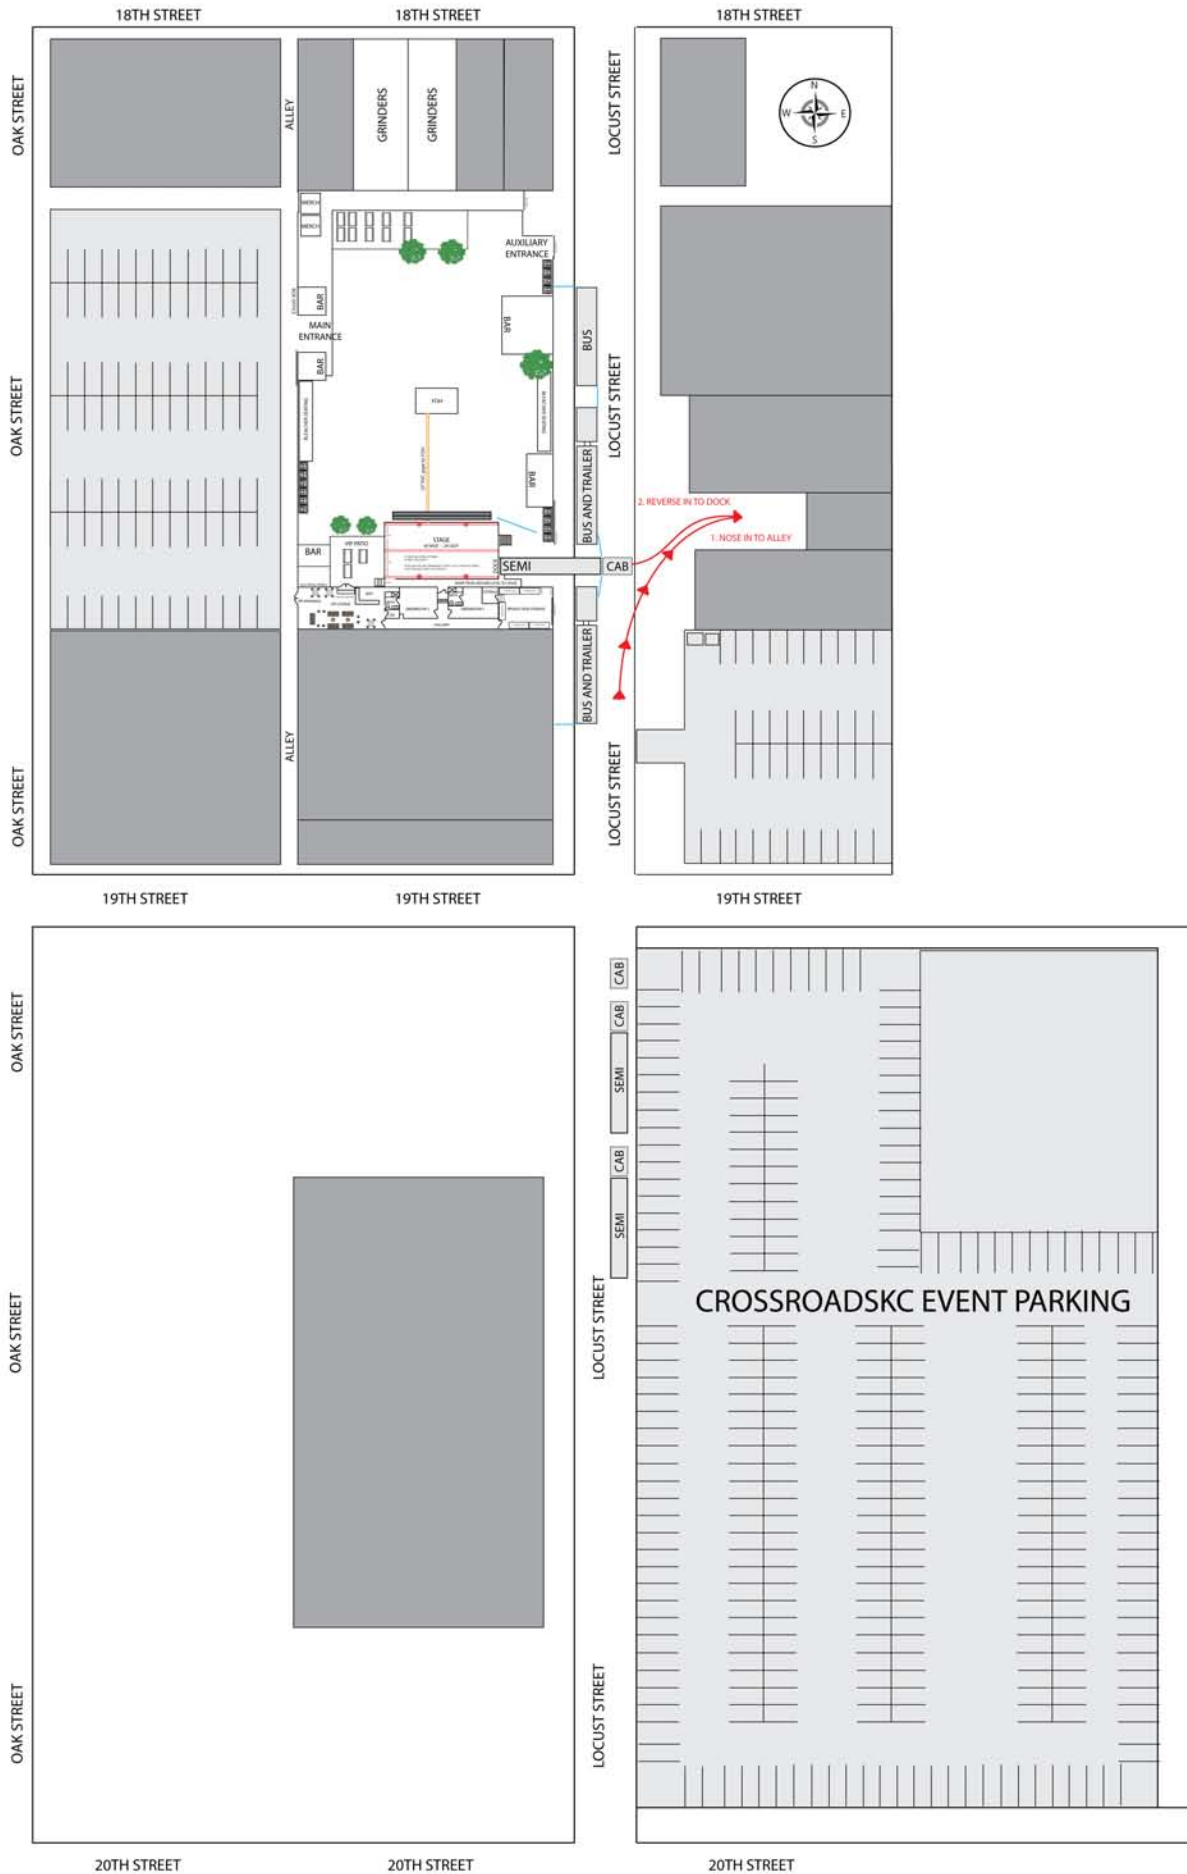 18TH STREET
18TH STREET
18TH STREET
OAK STREET
ALLEY
GRINDERS
GRINDERS
LOCUST STREET
N
W
E
S
MERCH
MERCH
AUXILIARY
ENTRANCE
BAR
MAIN
ENTRANCE
BAR
BAR
BUS
OAK STREET
LOCUST STREET
FOH
BLEACHER SEATING
BAR
BUS AND TRAILER
2. REVERSE IN TO DOCK
1. NOSE IN TO ALLEY
STAGE
VIP PATIO
BAR
DOCK
SEMI
CAB
BUS AND TRAILER
ALLEY
OAK STREET
LOCUST STREET
19TH STREET
19TH STREET
19TH STREET
CAB
OAK STREET
CAB
SEMI
CAB
SEMI
CROSSROADSKC EVENT PARKING
OAK STREET
LOCUST STREET
OAK STREET
LOCUST STREET
20TH STREET
20TH STREET
20TH STREET